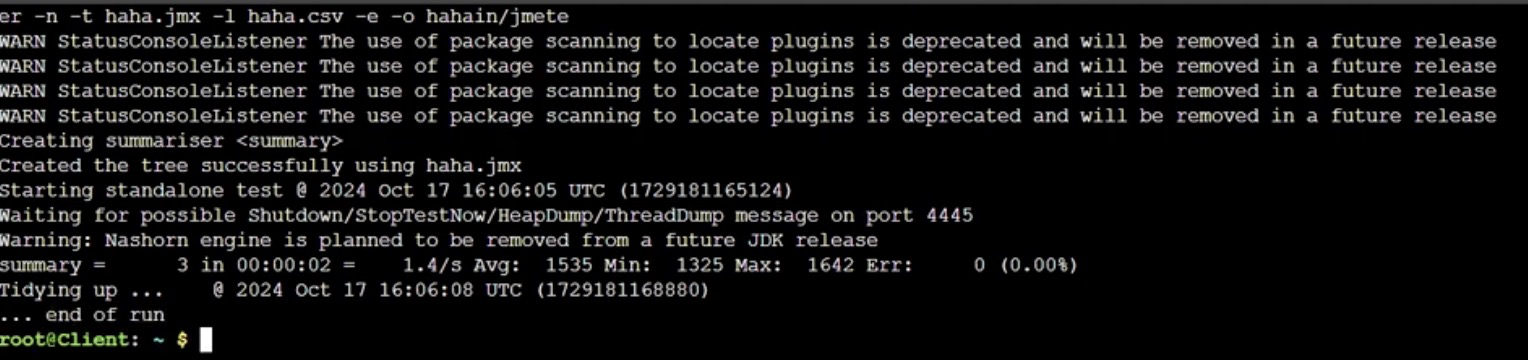 er -n -t haha.jmx -l haha.csv -e -o hahain/jmete
WARN StatusConsoleListener The use of package scanning to locate plugins is deprecated and will be removed in a future release
WARN StatusConsoleListener The use of package scanning to locate plugins is deprecated and will be removed in a future release
WARN StatusConsoleListener The use of package scanning to locate plugins is deprecated and will be removed in a future release
WARN StatusConsoleListener The use of package scanning to locate plugins is deprecated and will be removed in a future release
Creating summariser <summary>
Created the tree successfully using haha.jmx
Starting standalone test @ 2024 Oct 17 16:06:05 UTC (1729181165124)
Waiting for possible Shutdown/StopTestNow/HeapDump/ThreadDump message on port 4445
Warning: Nashorn engine is planned to be removed from a future JDK release
summary =      3 in 00:00:02 =    1.4/s Avg:  1535 Min:  1325 Max:  1642 Err:     0 (0.00%)
Tidying up ...    @ 2024 Oct 17 16:06:08 UTC (1729181168880)
... end of run
root@Client: ~ $